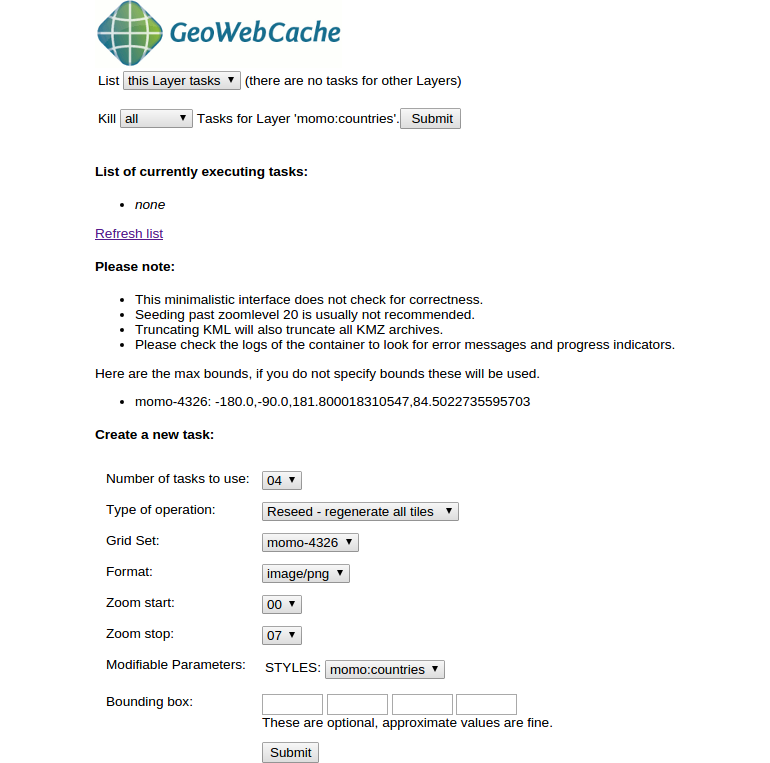 GeoWebCache
List this Layer tasks (there are no tasks for other Layers)
Kill all Tasks for Layer 'momo:countries'. Submit
List of currently executing tasks:
none
Refresh list
Please note:
This minimalistic interface does not check for correctness.
Seeding past zoomlevel 20 is usually not recommended.
Truncating KML will also truncate all KMZ archives.
Please check the logs of the container to look for error messages and progress indicators.
Here are the max bounds, if you do not specify bounds these will be used.
momo-4326: -180.0,-90.0,181.800018310547,84.5022735595703
Create a new task:
Number of tasks to use: 04
Type of operation: Reseed - regenerate all tiles
Grid Set: momo-4326
Format: image/png
Zoom start: 00
Zoom stop: 07
Modifiable Parameters: STYLES: momo:countries
Bounding box:
These are optional, approximate values are fine.
Submit